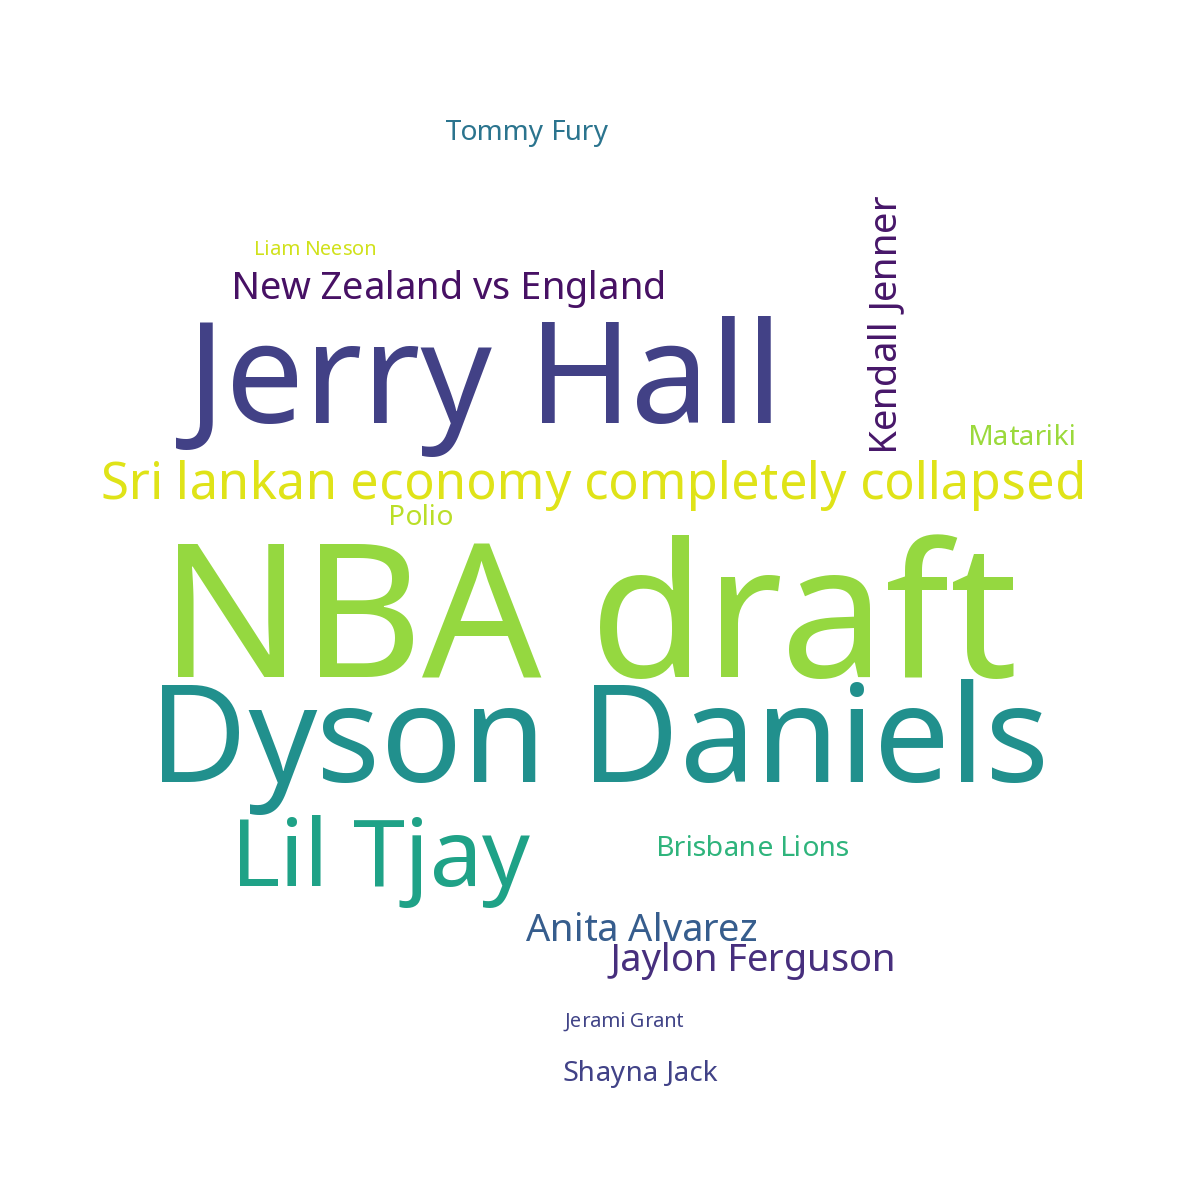 Tommy Fury
Kendall Jenner
Liam Neeson
New Zealand vs England
Jerry Hall
Matariki
Sri lankan economy completely collapsed
Polio
NBA draft
Dyson Daniels
Lil Tjay
Brisbane Lions
Anita Alvarez
Jaylon Ferguson
Jerami Grant
Shayna Jack